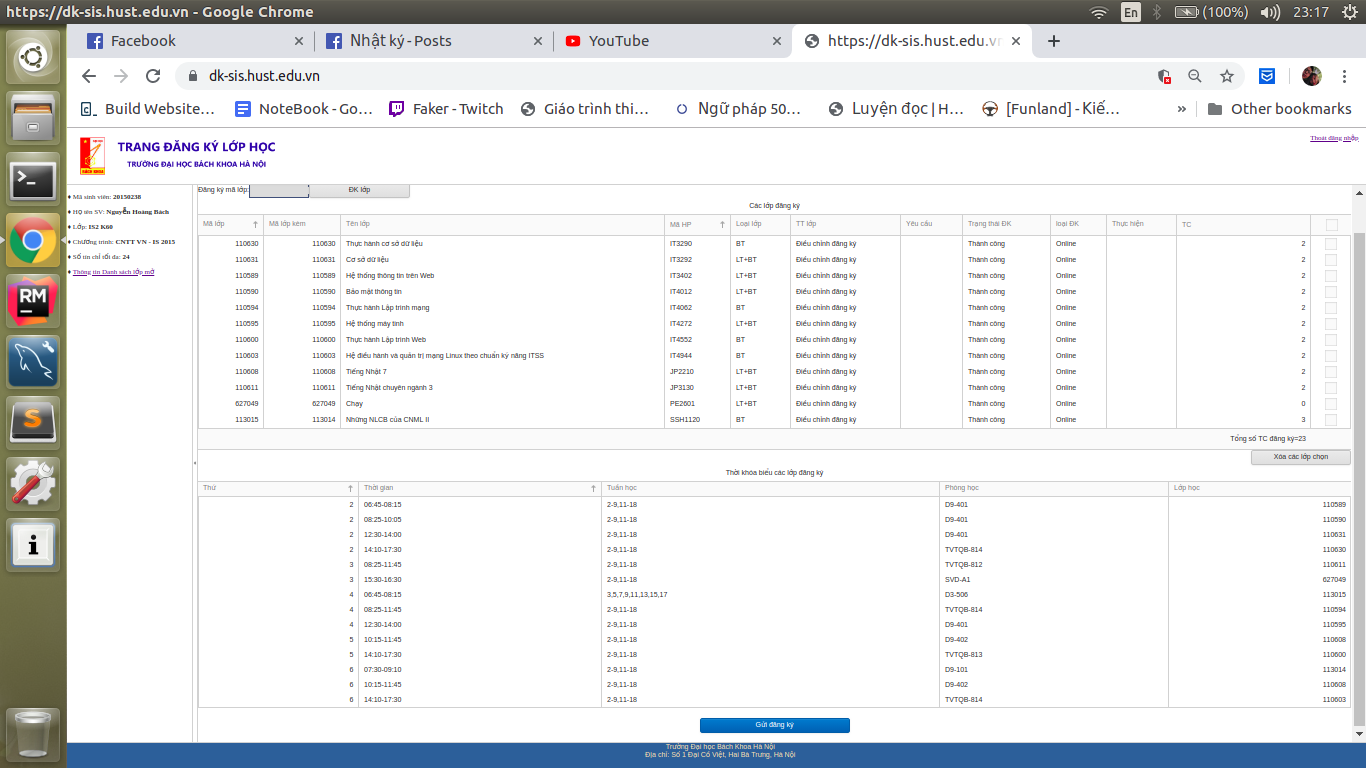 https://dk-sis.hust.edu.vn - Google Chrome En (100%) 23:17
Facebook Nhật ký - Posts YouTube https://dk-sis.hust.edu.vn
dk-sis.hust.edu.vn
Build Website... NoteBook - Go... Faker - Twitch Giáo trình thi... Ngữ pháp 50... Luyện đọc | H... [Funland] - Kiế... » Other bookmarks
TRANG ĐĂNG KÝ LỚP HỌC
TRƯỜNG ĐẠI HỌC BÁCH KHOA HÀ NỘI
Thoát đăng nhập
Mã sinh viên: 20150238
Họ tên SV: Nguyễn Hoàng Bách
Lớp: IS2 K60
Chương trình: CNTT VN - IS 2015
Số tín chỉ tối đa: 24
Thông tin Danh sách lớp mở
Đăng ký mã lớp: ĐK lớp
Các lớp đăng ký
Mã lớp Mã lớp kèm Tên lớp Mã HP Loại lớp TT lớp Yêu cầu Trạng thái ĐK loại ĐK Thực hiện TC
110630 110630 Thực hành cơ sở dữ liệu IT3290 BT Điều chỉnh đăng ký Thành công Online 2
110631 110631 Cơ sở dữ liệu IT3292 LT+BT Điều chỉnh đăng ký Thành công Online 2
110589 110589 Hệ thống thông tin trên Web IT3402 LT+BT Điều chỉnh đăng ký Thành công Online 2
110590 110590 Bảo mật thông tin IT4012 LT+BT Điều chỉnh đăng ký Thành công Online 2
110594 110594 Thực hành Lập trình mạng IT4062 BT Điều chỉnh đăng ký Thành công Online 2
110595 110595 Hệ thống máy tính IT4272 LT+BT Điều chỉnh đăng ký Thành công Online 2
110600 110600 Thực hành Lập trình Web IT4552 BT Điều chỉnh đăng ký Thành công Online 2
110603 110603 Hệ điều hành và quản trị mạng Linux theo chuẩn kỹ năng ITSS IT4944 BT Điều chỉnh đăng ký Thành công Online 2
110608 110608 Tiếng Nhật 7 JP2210 LT+BT Điều chỉnh đăng ký Thành công Online 2
110611 110611 Tiếng Nhật chuyên ngành 3 JP3130 LT+BT Điều chỉnh đăng ký Thành công Online 2
627049 627049 Chạy PE2601 LT+BT Điều chỉnh đăng ký Thành công Online 0
113015 113014 Những NLCB của CNML II SSH1120 BT Điều chỉnh đăng ký Thành công Online 3
Tổng số TC đăng ký=23
Xóa các lớp chọn
Thời khóa biểu các lớp đăng ký
Thứ Thời gian Tuần học Phòng học Lớp học
2 06:45-08:15 2-9,11-18 D9-401 110589
2 08:25-10:05 2-9,11-18 D9-401 110590
2 12:30-14:00 2-9,11-18 D9-401 110631
2 14:10-17:30 2-9,11-18 TVTQB-814 110630
3 08:25-11:45 2-9,11-18 TVTQB-812 110611
3 15:30-16:30 2-9,11-18 SVD-A1 627049
4 06:45-08:15 3,5,7,9,11,13,15,17 D3-506 113015
4 08:25-11:45 2-9,11-18 TVTQB-814 110594
4 12:30-14:00 2-9,11-18 D9-401 110595
5 10:15-11:45 2-9,11-18 D9-402 110608
5 14:10-17:30 2-9,11-18 TVTQB-813 110600
6 07:30-09:10 2-9,11-18 D9-101 113014
6 10:15-11:45 2-9,11-18 D9-402 110608
6 14:10-17:30 2-9,11-18 TVTQB-814 110603
Gửi đăng ký
Trường Đại học Bách Khoa Hà Nội
Địa chỉ: Số 1 Đại Cồ Việt, Hai Bà Trưng, Hà Nội